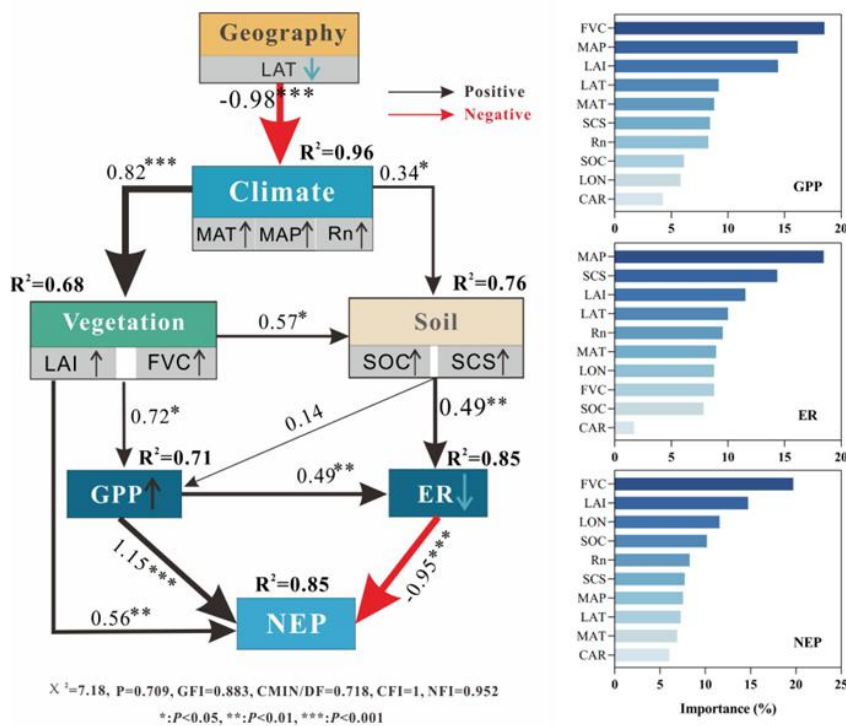 Geography
LAT
-0.98***
Positive
Negative
R²=0.96
0.82***
Climate
0.34*
MAT MAP Rn
R²=0.68
R²=0.76
Vegetation
0.57*
Soil
LAI FVC
SOC SCS
0.72*
0.14
0.49**
R²=0.71
R²=0.85
GPP
0.49**
ER
1.15***
-0.95***
R²=0.85
0.56**
NEP
X ²=7.18, P=0.709, GFI=0.883, CMIN/DF=0.718, CFI=1, NFI=0.952
*:P<0.05, **:P<0.01, ***:P<0.001
FVC
MAP
LAI
LAT
MAT
SCS
Rn
SOC
LON
CAR
GPP
0 5 10 15 20
MAP
SCS
LAI
LAT
Rn
MAT
LON
FVC
SOC
CAR
ER
0 5 10 15 20
FVC
LAI
LON
SOC
Rn
SCS
MAP
LAT
MAT
CAR
NEP
0 5 10 15 20 25
Importance (%)